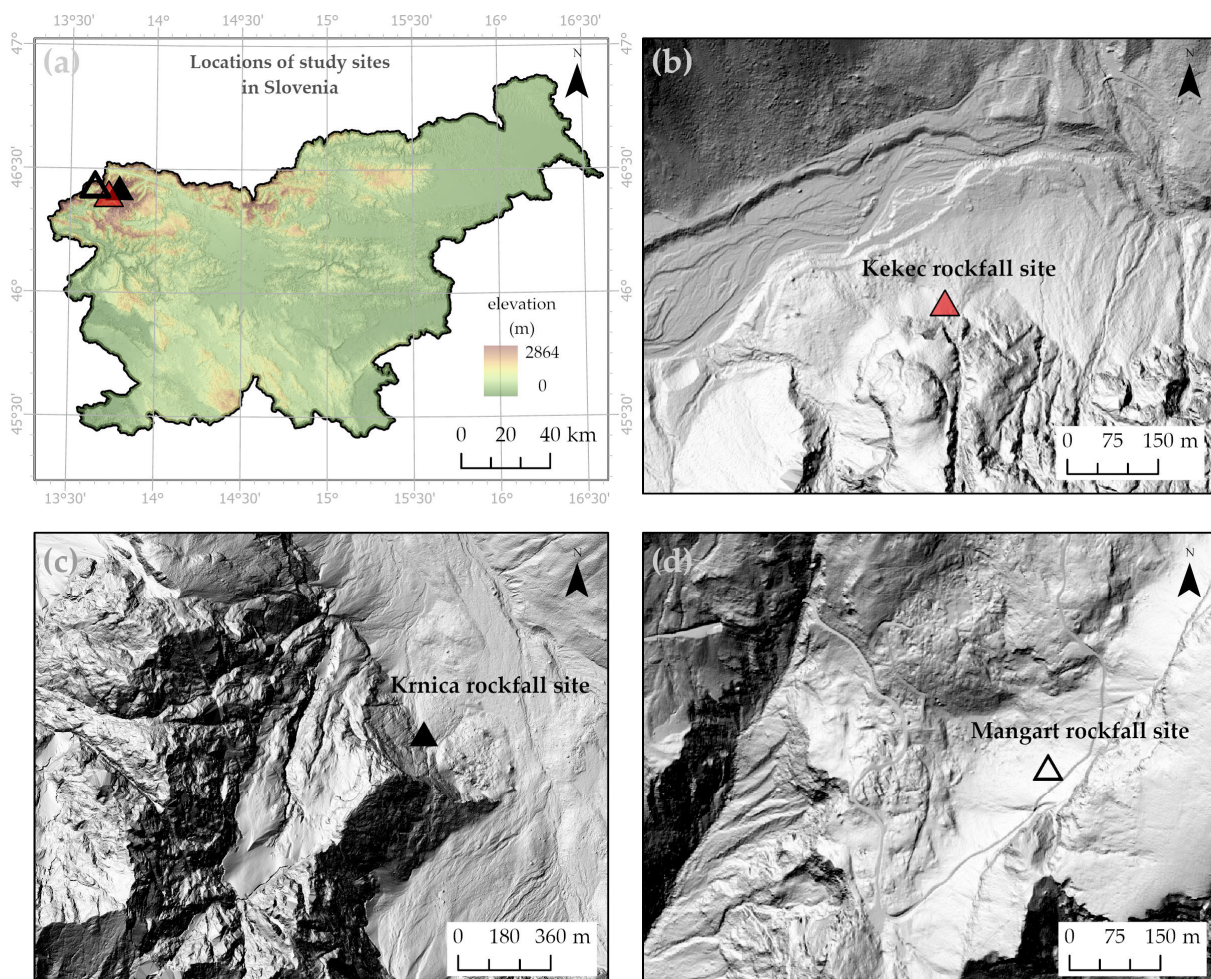 13°30' 14° 14°30' 15° 15°30' 16° 16°30'
47° 47°
(a)
Locations of study sites
in Slovenia
N
46°30' 46°30'
46° 46°
elevation
(m)
2864
0
45°30' 45°30'
0 20 40 km
13°30' 14° 14°30' 15° 15°30' 16° 16°30'
(b)
N
Kekec rockfall site
0 75 150 m
(c)
N
Krnica rockfall site
0 180 360 m
(d)
N
Mangart rockfall site
0 75 150 m